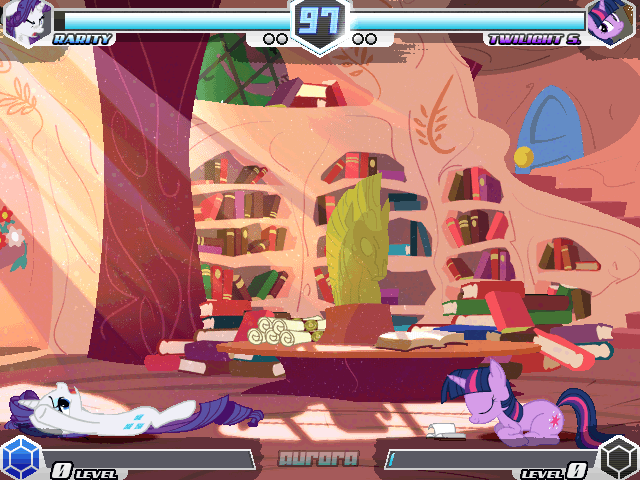 97
RARITY
TWILIGHT S.
0 LEVEL
aurora
LEVEL 0